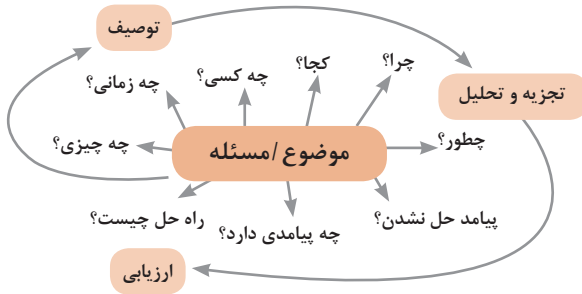 توصیف
چرا؟
کجا؟
چه کسی؟
چه زمانی؟
تجزیه و تحلیل
موضوع/مسئله
چطور؟
چه چیزی؟
پیامد حل نشدن؟
چه پیامدی دارد؟
راه حل چیست؟
ارزیابی